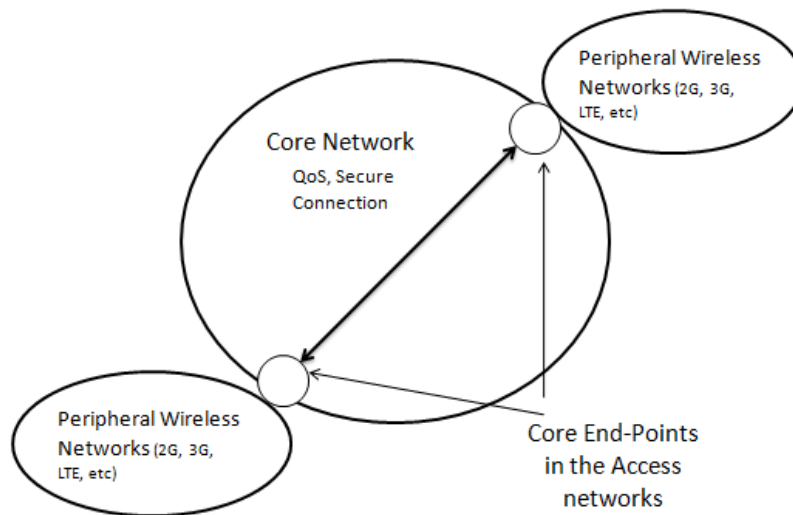 Peripheral Wireless
Networks (2G, 3G,
LTE, etc)
Core Network
QoS, Secure
Connection
Peripheral Wireless
Networks (2G, 3G,
LTE, etc)
Core End-Points
in the Access
networks